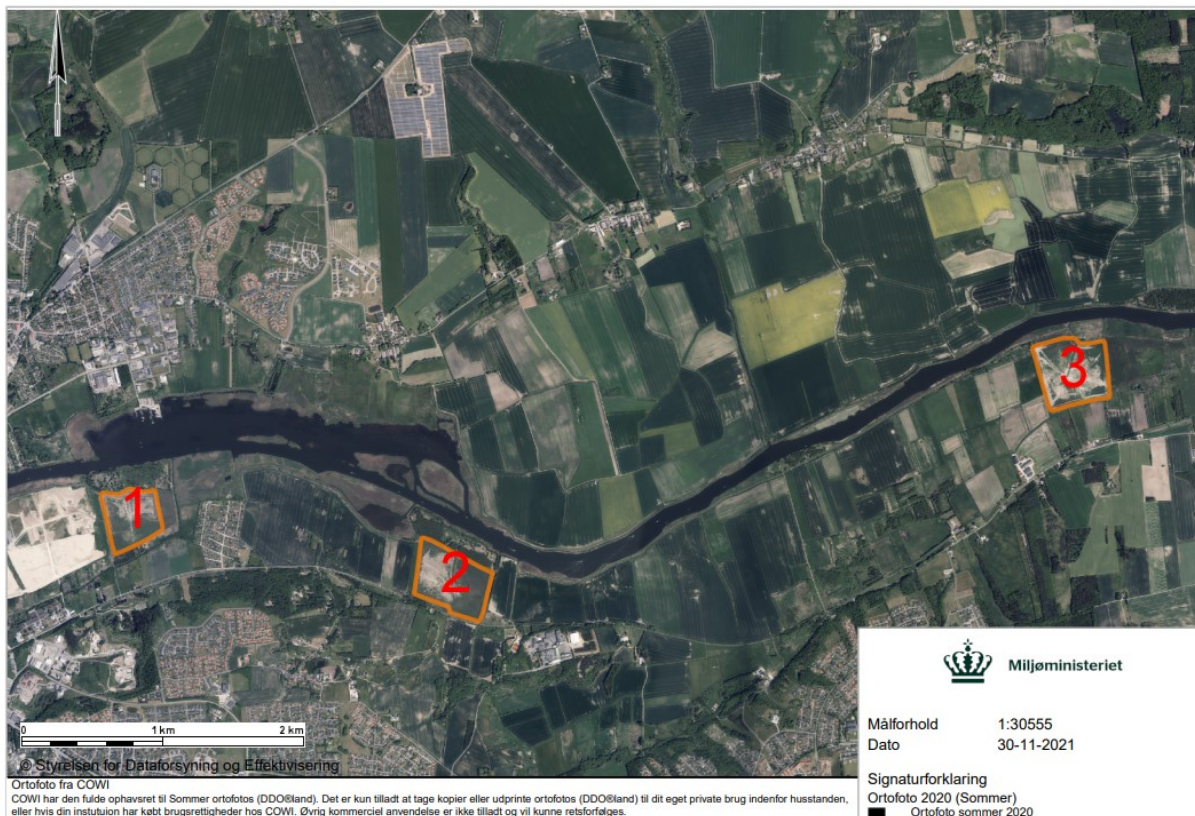 1
2
3
0 1 km 2 km
© Styrelsen for Dataforsyning og Effektivisering
Ortofoto fra COWI
COWI har den fulde ophavsret til Sommer ortofotos (DDO®land). Det er kun tilladt at tage kopier eller udprinte ortofotos (DDO®land) til dit eget private brug indenfor husstanden,
eller hvis din instutuion har købt brugsrettigheder hos COWI. Øvrig kommerciel anvendelse er ikke tilladt og vil kunne retsforfølges.
Miljøministeriet
Målforhold 1:30555
Dato 30-11-2021
Signaturforklaring
Ortofoto 2020 (Sommer)
Ortofoto sommer 2020